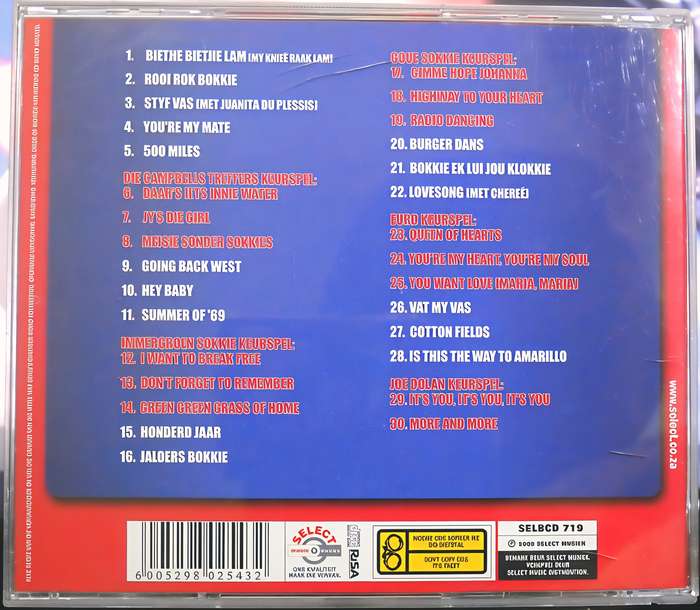 1. BIETHE BIETJIE LAM [MY KNIEË RAAK LAM]
2. ROOI ROK BOKKIE
3. STYF VAS [MET JUANITA DU PLESSIS]
4. YOU'RE MY MATE
5. 500 MILES
DIE CAMPBELLS TREFFERS KEURSPEL:
6. DAAR'S IETS INNIE WATER
7. JY'S DIE GIRL
8. MEISIE SONDER SOKKIES
9. GOING BACK WEST
10. HEY BABY
11. SUMMER OF '69
IMMERGROEN SOKKIE KEURSPEL:
12. I WANT TO BREAK FREE
13. DON'T FORGET TO REMEMBER
14. GREEN GREEN GRASS OF HOME
15. HONDERD JAAR
16. JALOERS BOKKIE
GOUE SOKKIE KEURSPEL:
17. GIMME HOPE JOHANNA
18. HIGHWAY TO YOUR HEART
19. RADIO DANCING
20. BURGER DANS
21. BOKKIE EK LUI JOU KLOKKIE
22. LOVESONG [MET CHEREÉ]
EURO KEURSPEL:
23. QUEEN OF HEARTS
24. YOU'RE MY HEART, YOU'RE MY SOUL
25. YOU WANT LOVE [MARIA, MARIA]
26. VAT MY VAS
27. COTTON FIELDS
28. IS THIS THE WAY TO AMARILLO
JOE DOLAN KEURSPEL:
29. IT'S YOU, IT'S YOU, IT'S YOU
30. MORE AND MORE
www.select.co.za
6 005298 025432
SELECT
RISA
SELBCD 719